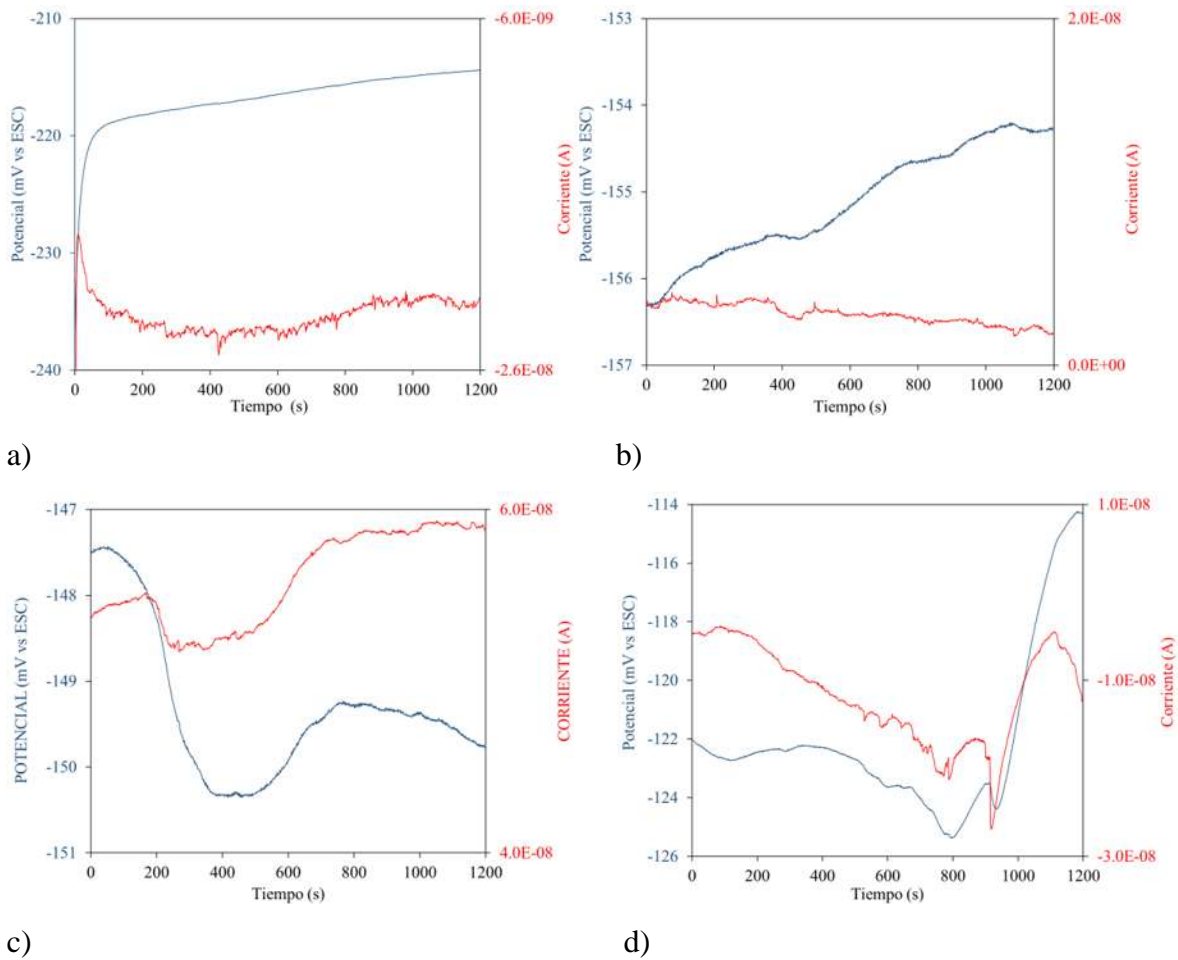 -210
-220
-230
-240
Potencial (mV vs ESC)
-6.0E-09
-2.6E-08
Corriente (A)
0 200 400 600 800 1000 1200
Tiempo (s)
a)
-153
-154
-155
-156
-157
Potencial (mV vs ESC)
2.0E-08
0.0E+00
Corriente (A)
0 200 400 600 800 1000 1200
Tiempo (s)
b)
-147
-148
-149
-150
-151
POTENCIAL (mV vs ESC)
6.0E-08
4.0E-08
CORRIENTE (A)
0 200 400 600 800 1000 1200
Tiempo (s)
c)
-114
-116
-118
-120
-122
-124
-126
Potencial (mV vs ESC)
1.0E-08
-1.0E-08
-3.0E-08
Corriente (A)
0 200 400 600 800 1000 1200
Tiempo (s)
d)